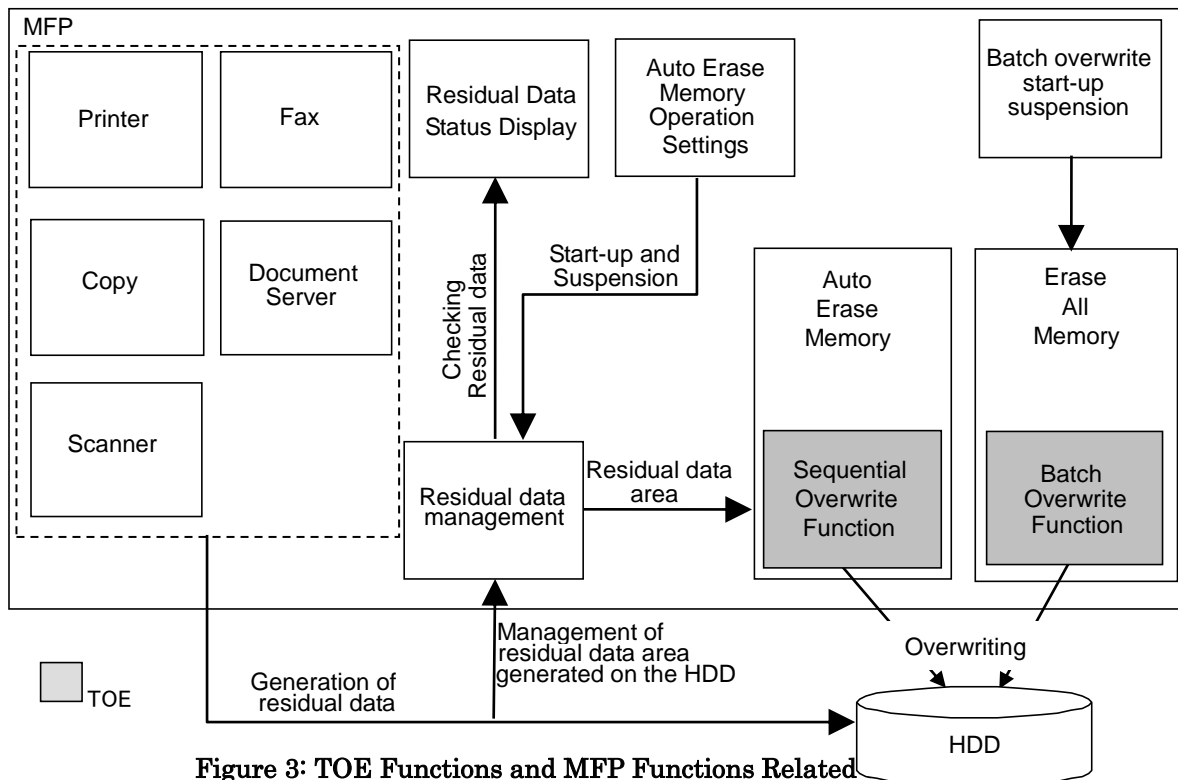 MFP
Printer
Fax
Copy
Document
Server
Scanner
Residual Data
Status Display
Auto Erase
Memory
Operation
Settings
Batch overwrite
start-up
suspension
Checking
Residual data
Start-up and
Suspension
Residual data
management
Residual data
area
Auto
Erase
Memory
Sequential
Overwrite
Function
Erase
All
Memory
Batch
Overwrite
Function
Management of
residual data area
generated on the HDD
Generation of
residual data
Overwriting
HDD
TOE
Figure 3: TOE Functions and MFP Functions Related